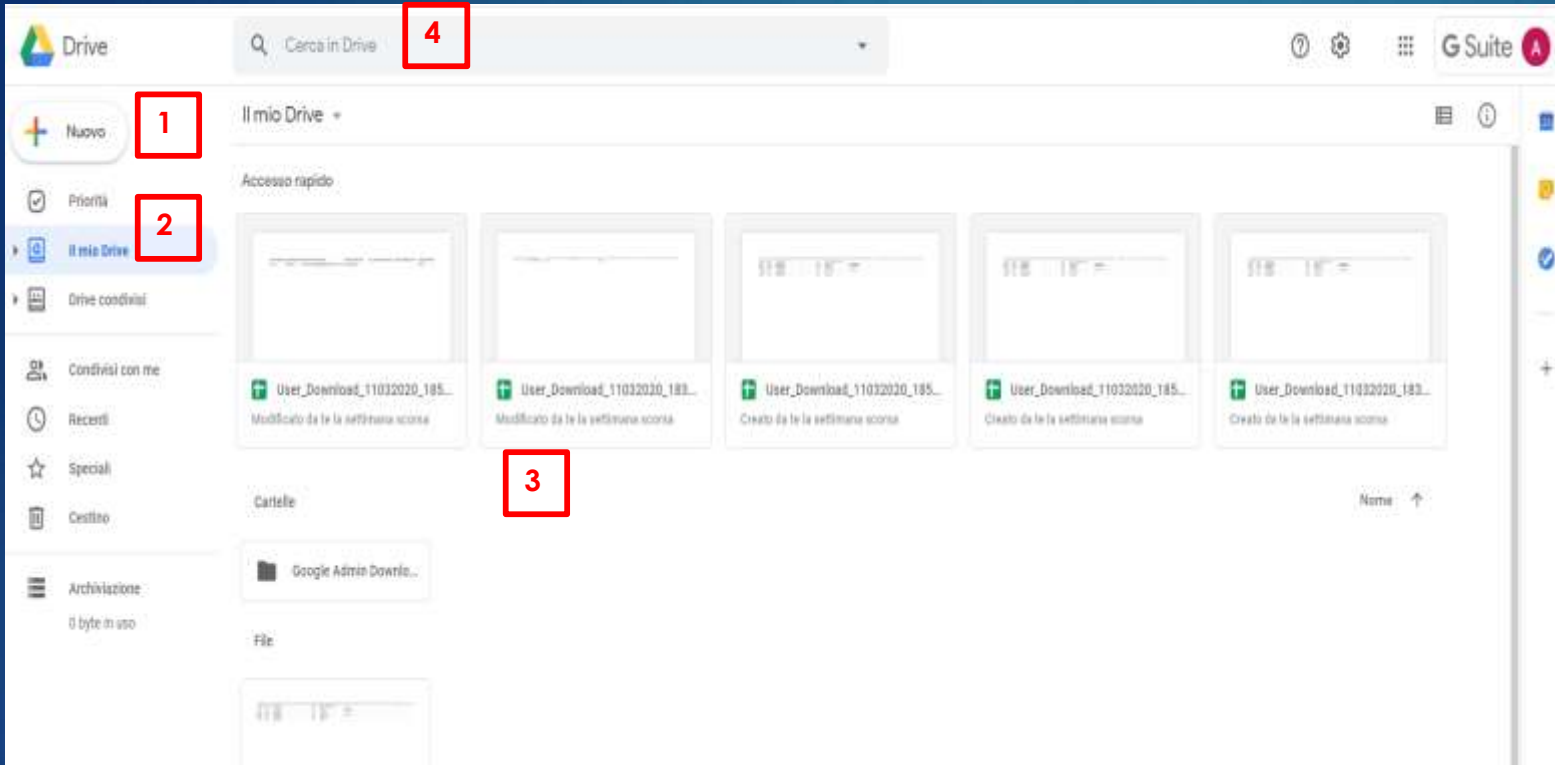 Drive
Cerca in Drive
4
G Suite
A
Nuovo
1
Il mio Drive
Priorità
Accesso rapido
2
Il mio Drive
Drive condivisi
Condivisi con me
Recenti
Speciali
Cestino
Archiviazione
0 byte in uso
User_Download_11032020_185...
Modificato da te la settimana scorsa
User_Download_11032020_183...
Modificato da te la settimana scorsa
User_Download_11032020_185...
Creato da te la settimana scorsa
User_Download_11032020_185...
Creato da te la settimana scorsa
User_Download_11032020_183...
Creato da te la settimana scorsa
3
Cartelle
Nome
Google Admin Downlo...
File